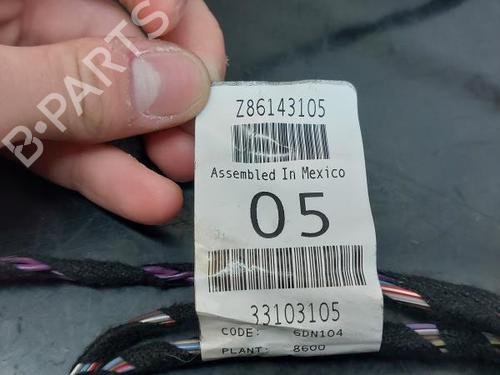 B-PARTS
Z86143105
Assembled In Mexico
05
33103105
CODE: 6DN104
PLANT: 8600